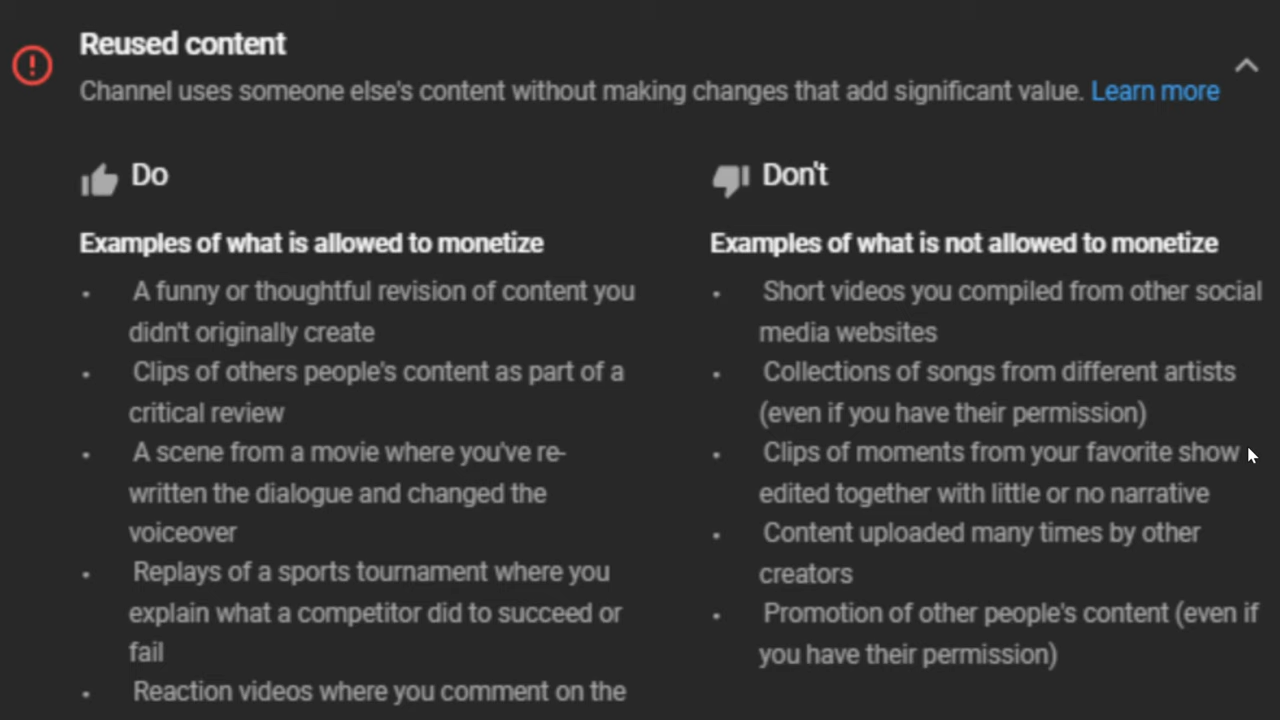 Reused content
Channel uses someone else's content without making changes that add significant value. Learn more
Do
Examples of what is allowed to monetize
• A funny or thoughtful revision of content you
didn't originally create
• Clips of others people's content as part of a
critical review
• A scene from a movie where you've re-
written the dialogue and changed the
voiceover
• Replays of a sports tournament where you
explain what a competitor did to succeed or
fail
• Reaction videos where you comment on the
Don't
Examples of what is not allowed to monetize
• Short videos you compiled from other social
media websites
• Collections of songs from different artists
(even if you have their permission)
• Clips of moments from your favorite show
edited together with little or no narrative
• Content uploaded many times by other
creators
• Promotion of other people's content (even if
you have their permission)